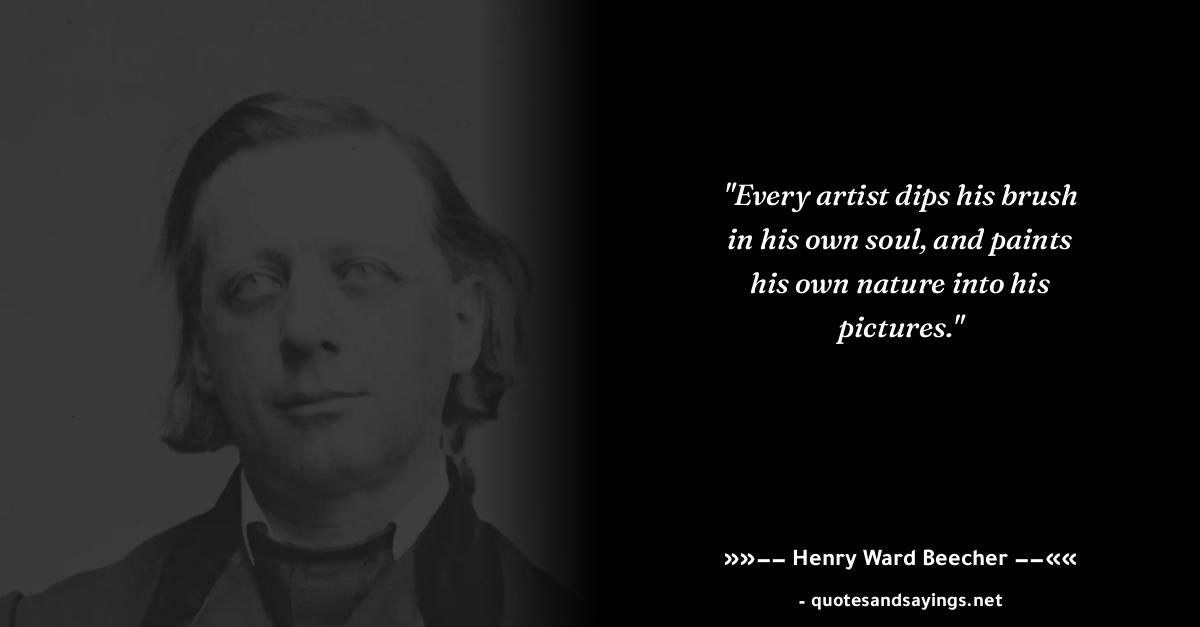 "Every artist dips his brush
in his own soul, and paints
his own nature into his
pictures."
»»−− Henry Ward Beecher −−««
- quotesandsayings.net